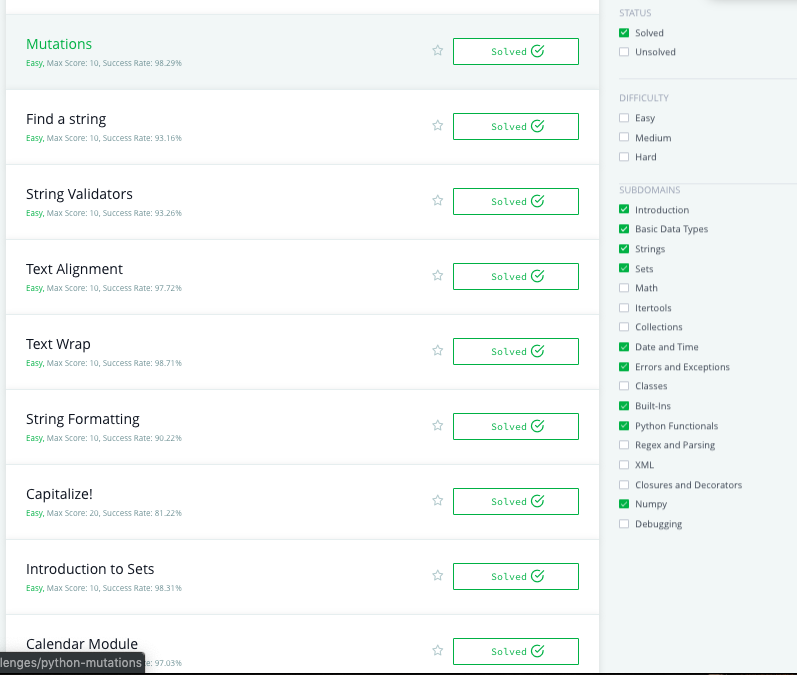 Mutations
Easy, Max Score: 10, Success Rate: 98.29%
Solved
Find a string
Easy, Max Score: 10, Success Rate: 93.16%
Solved
String Validators
Easy, Max Score: 10, Success Rate: 93.26%
Solved
Text Alignment
Easy, Max Score: 10, Success Rate: 97.72%
Solved
Text Wrap
Easy, Max Score: 10, Success Rate: 98.71%
Solved
String Formatting
Easy, Max Score: 10, Success Rate: 90.22%
Solved
Capitalize!
Easy, Max Score: 20, Success Rate: 81.22%
Solved
Introduction to Sets
Easy, Max Score: 10, Success Rate: 98.31%
Solved
Calendar Module
e: 97.03%
Solved
lenges/python-mutations
STATUS
Solved
Unsolved
DIFFICULTY
Easy
Medium
Hard
SUBDOMAINS
Introduction
Basic Data Types
Strings
Sets
Math
Itertools
Collections
Date and Time
Errors and Exceptions
Classes
Built-Ins
Python Functionals
Regex and Parsing
XML
Closures and Decorators
Numpy
Debugging